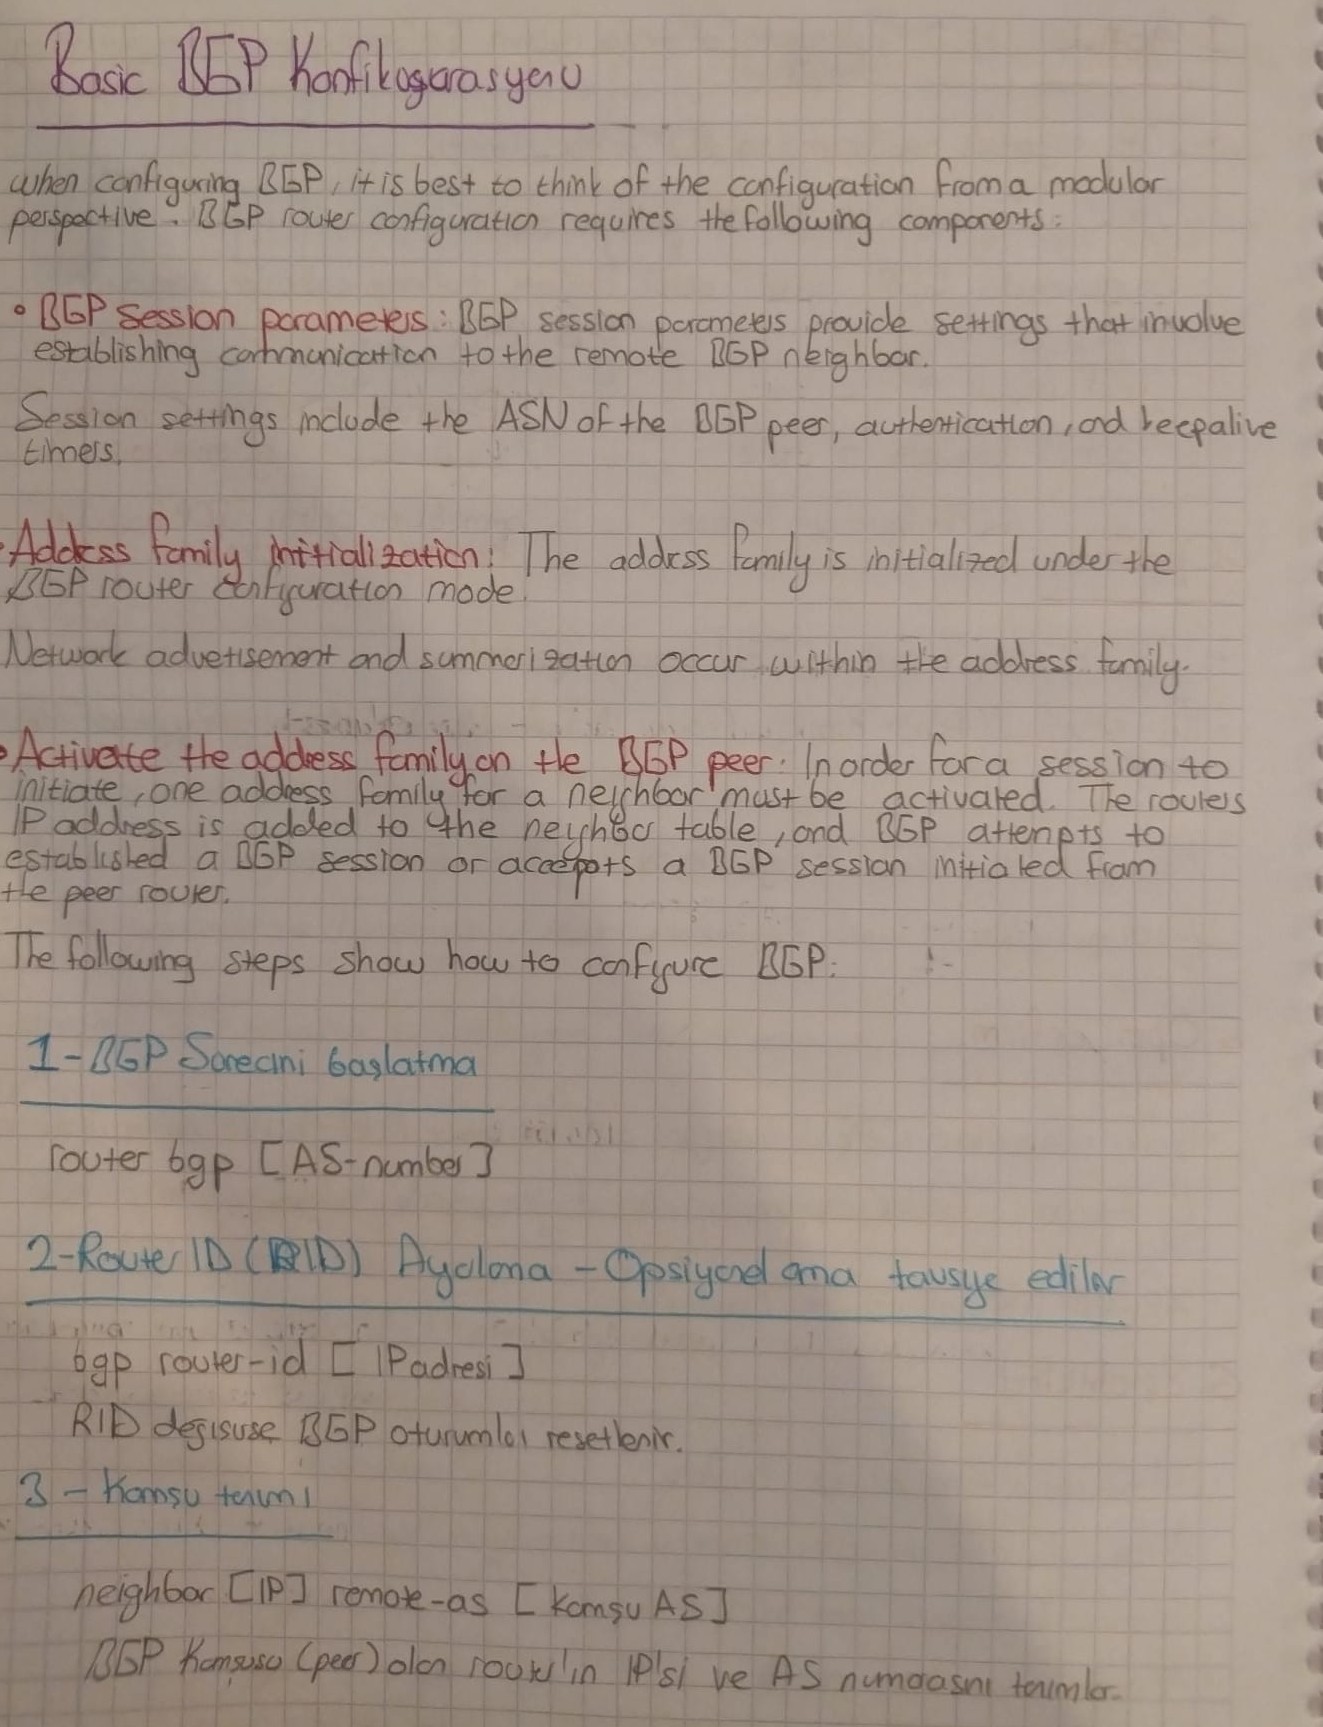 Basic BGP Konfikogarasyonu
when configuring BGP, it is best to think of the configuration from a modular
perspective. BGP router configuration requires the following components:
• BGP session parameters: BGP session parameters provide settings that involve
establishing communication to the remote BGP neighbor.
Session settings include the ASN of the BGP peer, authentication, and keepalive
timers.
• Address family initialization: The address family is initialized under the
BGP router configuration mode.
Network advetisement and summerization occur within the address family.
• Activate the address family on the BGP peer: In order for a session to
initiate, one address family for a neighbor must be activated. The routers
IP address is added to the neighbor table, and BGP attempts to
established a BGP session or accepts a BGP session initiated from
the peer router.
The following steps show how to configure BGP:
1-BGP Sürecini başlatma
router bgp [AS-number]
2-Router ID (RID) Ayarlama - Opsiyonel ama tavsiye edilir
bgp router-id [IP adresi]
RID değişirse BGP oturumları resetlenir.
3 - Komşu tanımı
neighbor [IP] remote-as [komşu AS]
BGP Komşusu (peer) olan router'ın IP'si ve AS numarasını tanımlar.